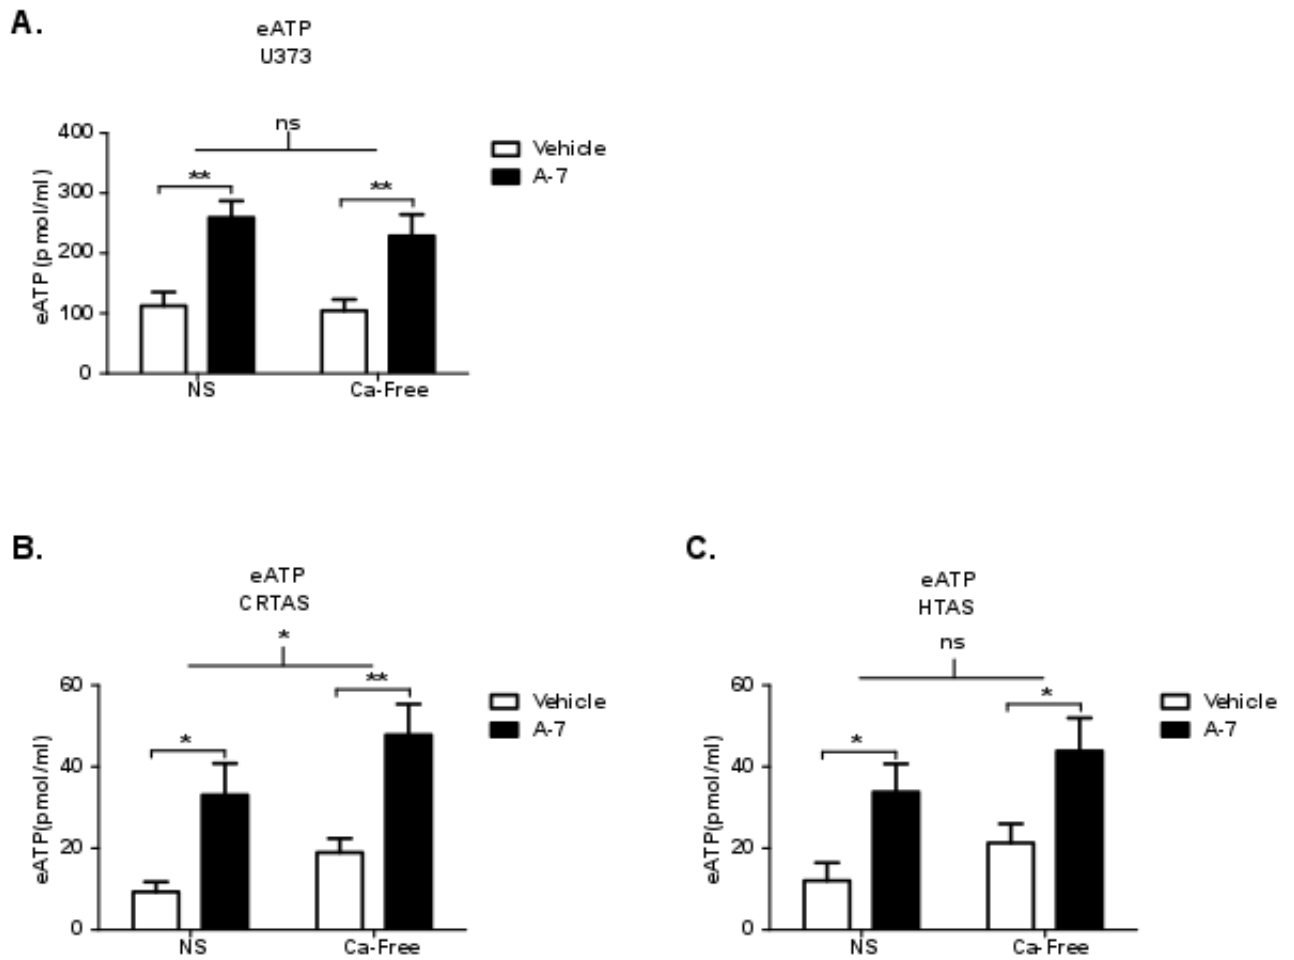 A.
eATP
U373
ns
400
300
200
100
0
eATP (pmol/ml)
**
**
NS
Ca-Free
Vehicle
A-7
B.
eATP
CRTAS
*
60
40
20
0
eATP(pmol/ml)
*
**
NS
Ca-Free
Vehicle
A-7
C.
eATP
HTAS
ns
60
40
20
0
eATP(pmol/ml)
*
*
NS
Ca-Free
Vehicle
A-7